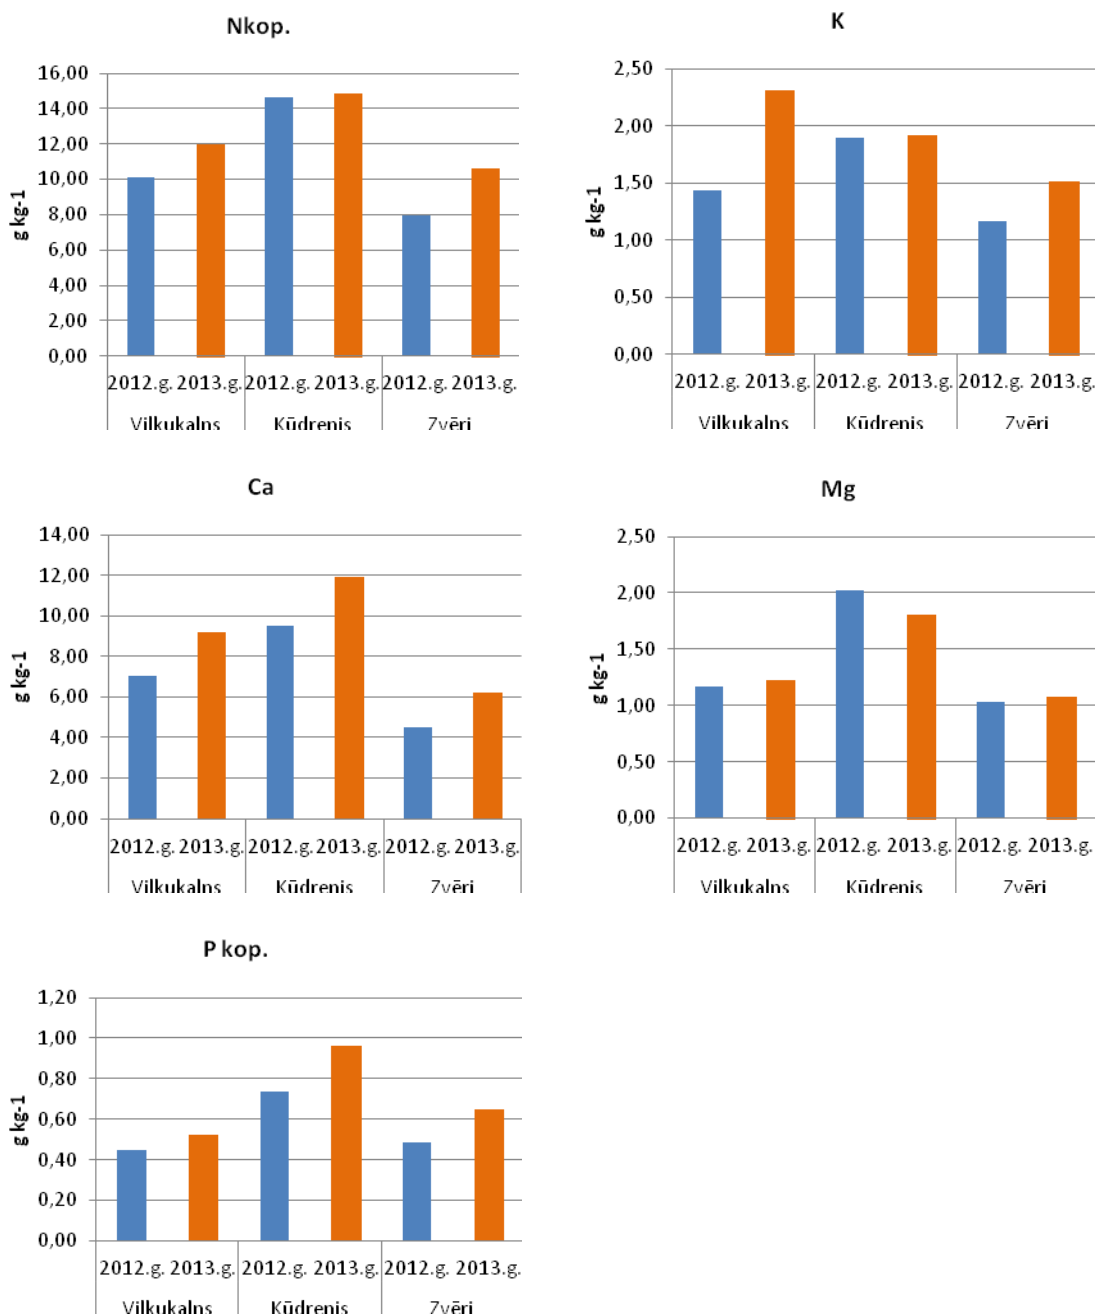 Nkop.
g kg-1
16,00
14,00
12,00
10,00
8,00
6,00
4,00
2,00
0,00
2012.g. 2013.g. 2012.g. 2013.g. 2012.g. 2013.g.
Vilkukalns Kūdrenis Zvēri
K
g kg-1
2,50
2,00
1,50
1,00
0,50
0,00
2012.g. 2013.g. 2012.g. 2013.g. 2012.g. 2013.g.
Vilkukalns Kūdrenis Zvēri
Ca
g kg-1
14,00
12,00
10,00
8,00
6,00
4,00
2,00
0,00
2012.g. 2013.g. 2012.g. 2013.g. 2012.g. 2013.g.
Vilkukalns Kūdrenis Zvēri
Mg
g kg-1
2,50
2,00
1,50
1,00
0,50
0,00
2012.g. 2013.g. 2012.g. 2013.g. 2012.g. 2013.g.
Vilkukalns Kūdrenis Zvēri
P kop.
g kg-1
1,20
1,00
0,80
0,60
0,40
0,20
0,00
2012.g. 2013.g. 2012.g. 2013.g. 2012.g. 2013.g.
Vilkukalns Kūdrenis Zvēri